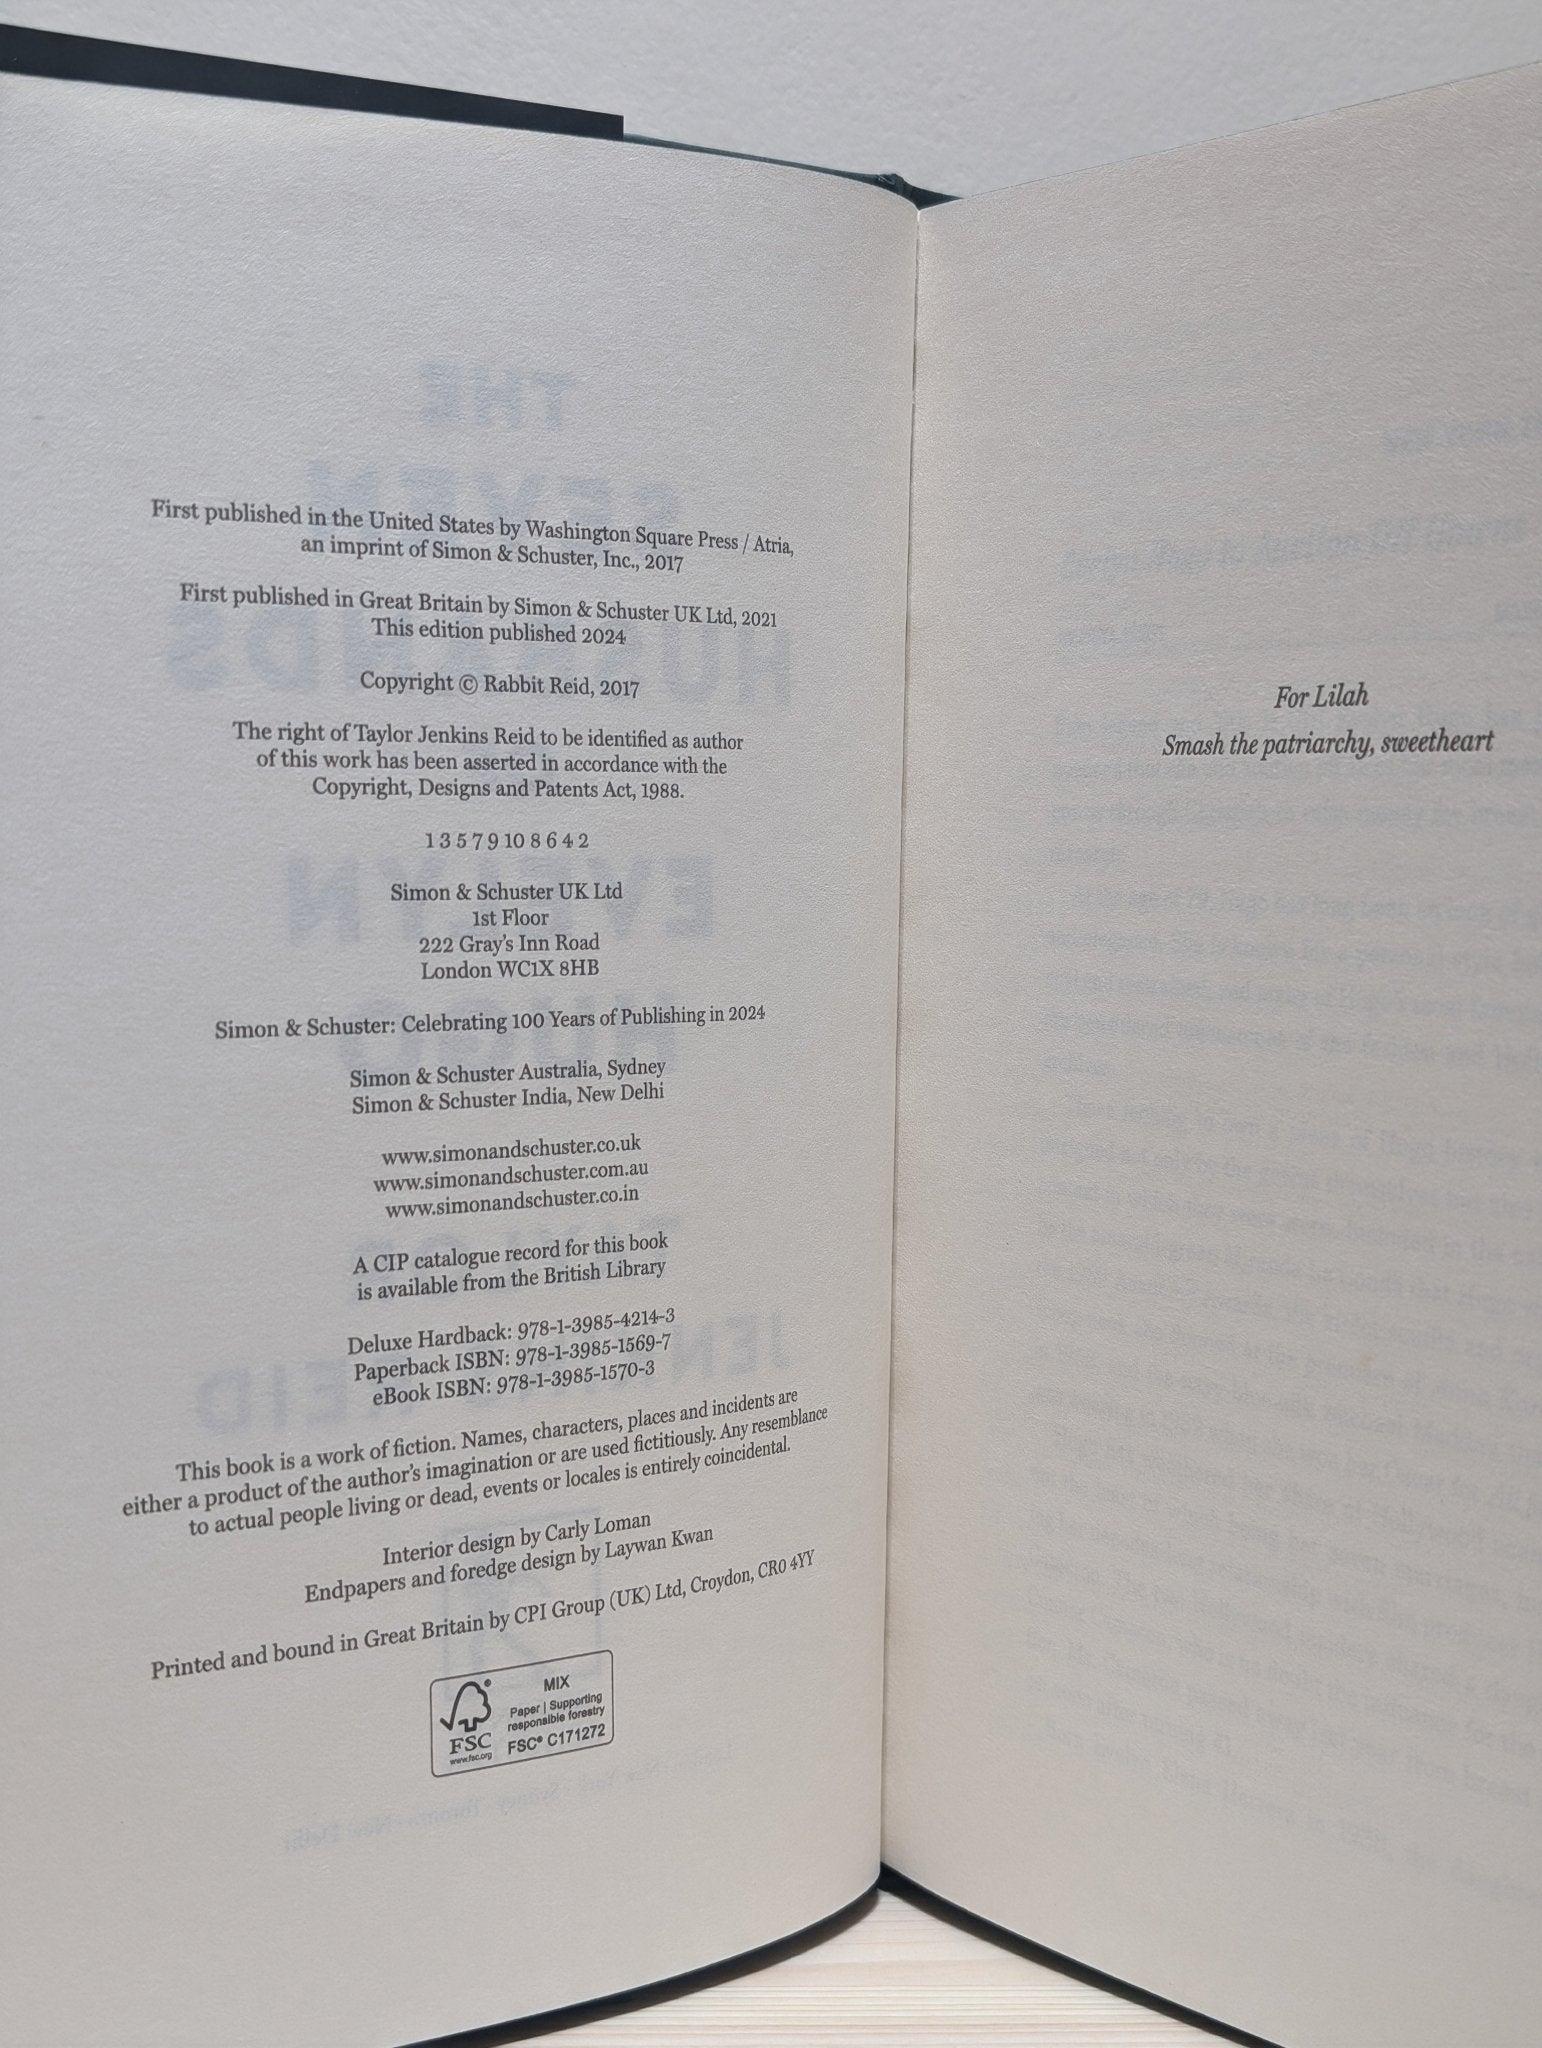 First published in the United States by Washington Square Press / Atria,
an imprint of Simon & Schuster, Inc., 2017
First published in Great Britain by Simon & Schuster UK Ltd, 2021
This edition published 2024
Copyright © Rabbit Reid, 2017
The right of Taylor Jenkins Reid to be identified as author
of this work has been asserted in accordance with the
Copyright, Designs and Patents Act, 1988.
1 3 5 7 9 10 8 6 4 2
Simon & Schuster UK Ltd
1st Floor
222 Gray's Inn Road
London WC1X 8HB
Simon & Schuster: Celebrating 100 Years of Publishing in 2024
Simon & Schuster Australia, Sydney
Simon & Schuster India, New Delhi
www.simonandschuster.co.uk
www.simonandschuster.com.au
www.simonandschuster.co.in
A CIP catalogue record for this book
is available from the British Library
Deluxe Hardback: 978-1-3985-4214-3
Paperback ISBN: 978-1-3985-1569-7
eBook ISBN: 978-1-3985-1570-3
This book is a work of fiction. Names, characters, places and incidents are
either a product of the author's imagination or are used fictitiously. Any resemblance
to actual people living or dead, events or locales is entirely coincidental.
Interior design by Carly Loman
Endpapers and foredge design by Laywan Kwan
Printed and bound in Great Britain by CPI Group (UK) Ltd, Croydon, CR0 4YY
FSC
www.fsc.org
MIX
Paper | Supporting
responsible forestry
FSC® C171272
For Lilah
Smash the patriarchy, sweetheart